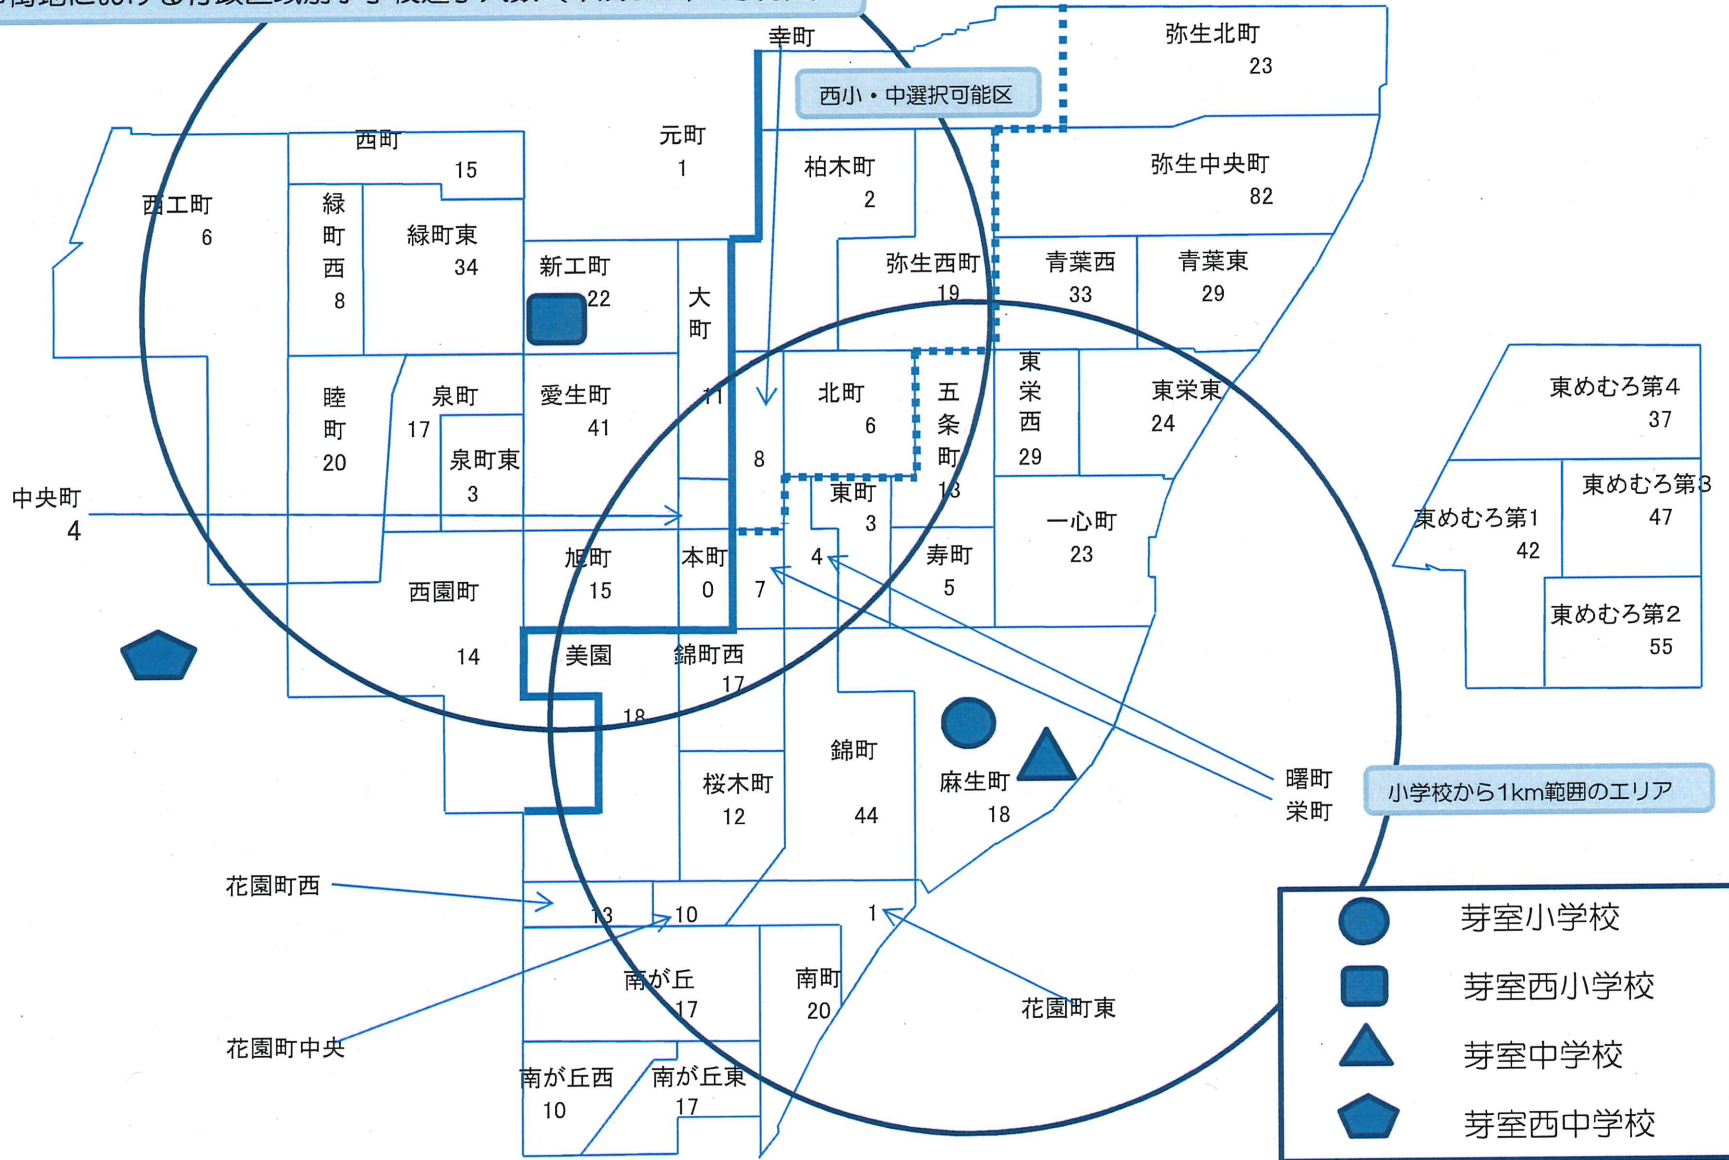 幸町
弥生北町
23
西小・中選択可能区
元町
1
西町
15
柏木町
2
弥生中央町
82
西工町
6
緑町西
8
緑町東
34
新工町
22
大町
11
弥生西町
19
青葉西
33
青葉東
29
睦町
20
泉町
17
泉町東
3
愛生町
41
8
北町
6
五条町
13
東栄西
29
東栄東
24
東めむろ第4
37
東めむろ第3
47
東めむろ第1
42
東めむろ第2
55
中央町
4
東町
3
一心町
23
旭町
15
本町
0
7
4
寿町
5
西園町
14
美園
18
錦町西
17
錦町
44
桜木町
12
麻生町
18
曙町
栄町
小学校から1km範囲のエリア
花園町西
13
10
1
花園町中央
花園町東
南が丘
17
南町
20
南が丘西
10
南が丘東
17
芽室小学校
芽室西小学校
芽室中学校
芽室西中学校